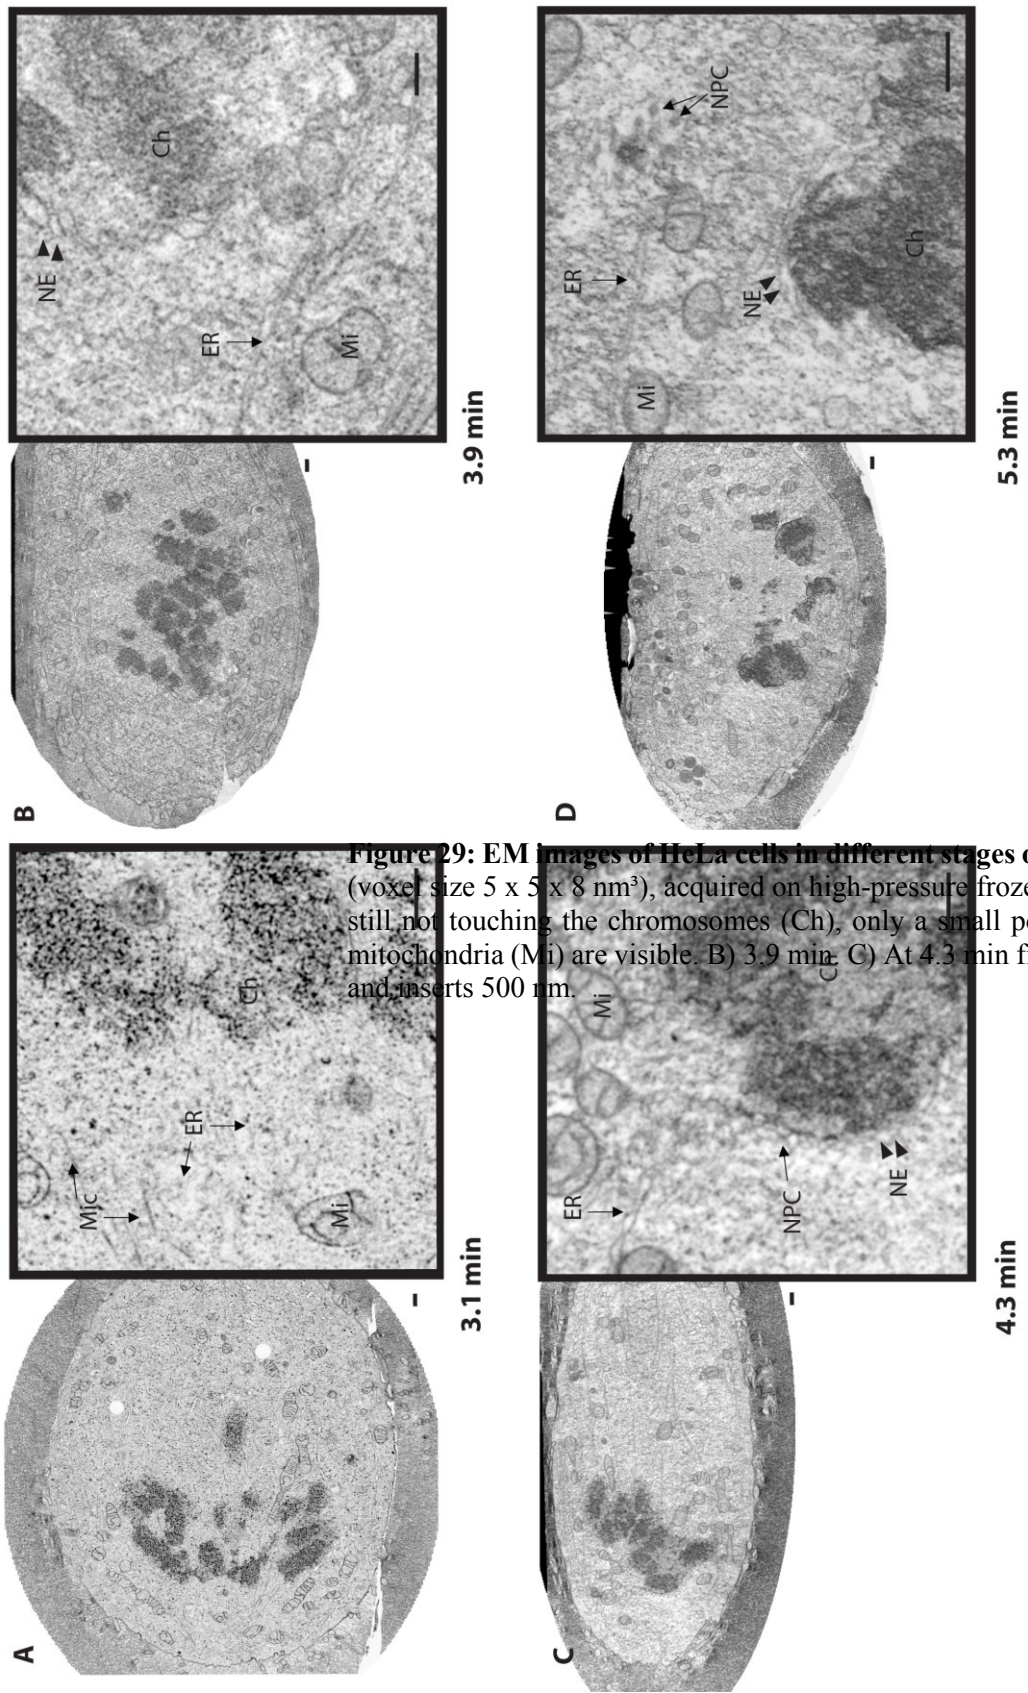 A
Mic
ER
Mi
Ch
3.1 min
B
NE
Ch
ER
Mi
3.9 min
C
ER
Mi
Ch
NPC
NE
4.3 min
D
ER
NPC
Mi
NE
Ch
5.3 min
Figure 29: EM images of HeLa cells in different stages
(voxel size 5 x 5 x 8 nm³), acquired on high-pressure froze
still not touching the chromosomes (Ch), only a small
mitochondria (Mi) are visible. B) 3.9 min. C) At 4.3 min
and inserts 500 nm.